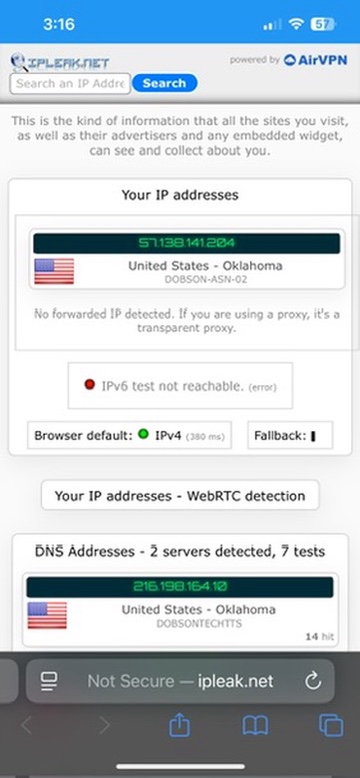 3:16
57
IPLEAK.NET
powered by AirVPN
Search an IP Addre
Search
This is the kind of information that all the sites you visit,
as well as their advertisers and any embedded widget,
can see and collect about you.
Your IP addresses
57.138.141.204
United States - Oklahoma
DOBSON-ASN-02
No forwarded IP detected. If you are using a proxy, it's a
transparent proxy.
IPv6 test not reachable. (error)
Browser default: IPv4 (380 ms) Fallback:
Your IP addresses - WebRTC detection
DNS Addresses - 2 servers detected, 7 tests
216.198.164.10
United States - Oklahoma
DOBSONTECHTTS
14 hit
Not Secure — ipleak.net